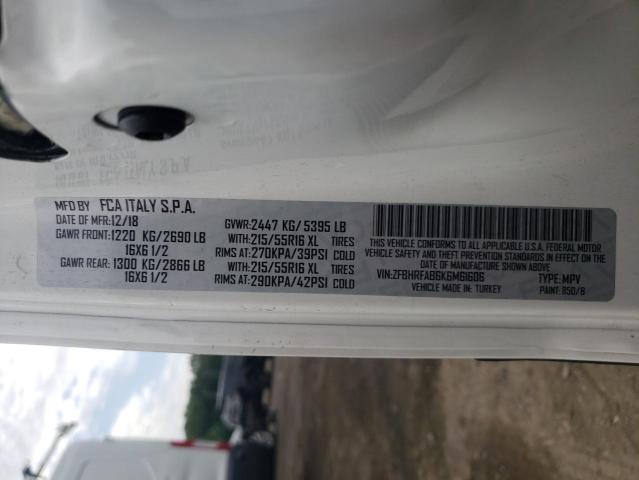 MFD BY FCA ITALY S.P.A.
DATE OF MFR:12/18 GVWR:2447 KG/5395 LB
GAWR FRONT:1220 KG/2690 LB WITH:215/55R16 XL TIRES
16X6 1/2 RIMS AT:270KPA/39PSI COLD
GAWR REAR:1300 KG/2866 LB WITH:215/55R16 XL TIRES
16X6 1/2 RIMS AT:290KPA/42PSI COLD
THIS VEHICLE CONFORMS TO ALL APPLICABLE U.S. FEDERAL MOTOR
VEHICLE SAFETY STANDARDS IN EFFECT ON THE DATE OF MANUFACTURE
SHOWN ABOVE.
VIN:ZFBHRFAB6K6M61606 TYPE:MPV
VEHICLE MADE IN: TURKEY PAINT: 850/8